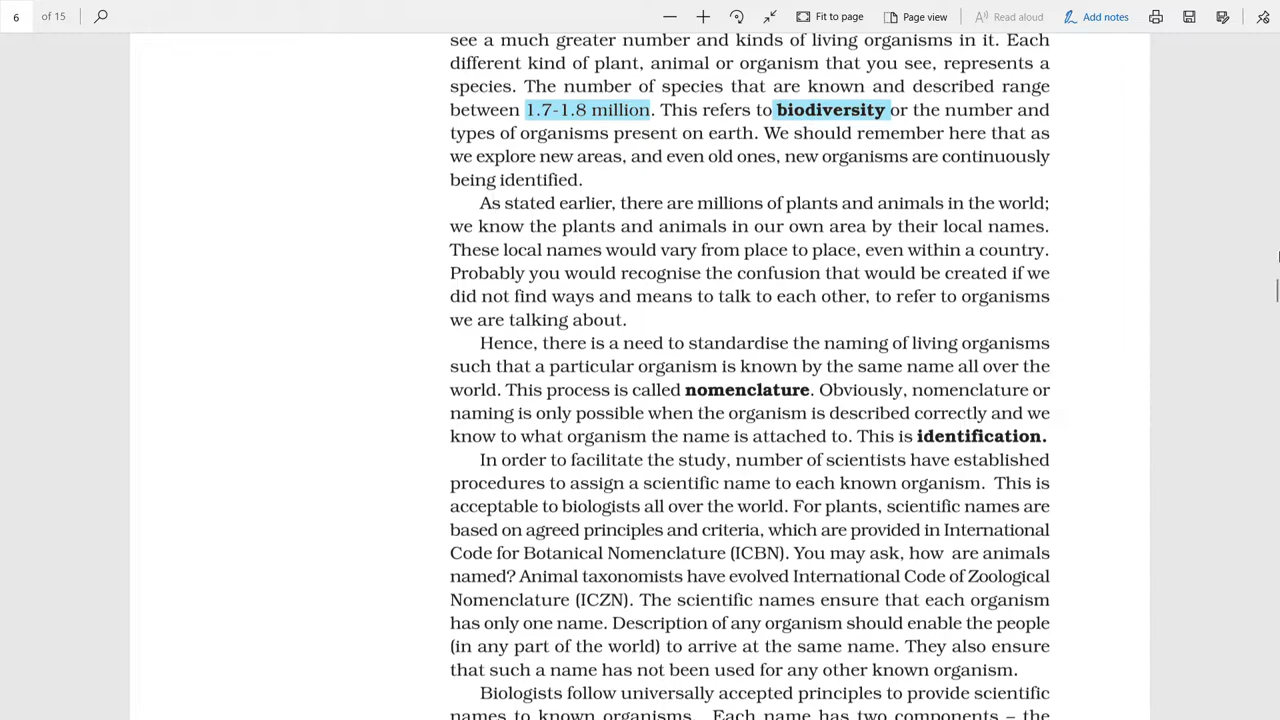 6 of 15 Fit to page Page view Read aloud Add notes
see a much greater number and kinds of living organisms in it. Each
different kind of plant, animal or organism that you see, represents a
species. The number of species that are known and described range
between 1.7-1.8 million. This refers to biodiversity or the number and
types of organisms present on earth. We should remember here that as
we explore new areas, and even old ones, new organisms are continuously
being identified.
As stated earlier, there are millions of plants and animals in the world;
we know the plants and animals in our own area by their local names.
These local names would vary from place to place, even within a country.
Probably you would recognise the confusion that would be created if we
did not find ways and means to talk to each other, to refer to organisms
we are talking about.
Hence, there is a need to standardise the naming of living organisms
such that a particular organism is known by the same name all over the
world. This process is called nomenclature. Obviously, nomenclature or
naming is only possible when the organism is described correctly and we
know to what organism the name is attached to. This is identification.
In order to facilitate the study, number of scientists have established
procedures to assign a scientific name to each known organism. This is
acceptable to biologists all over the world. For plants, scientific names are
based on agreed principles and criteria, which are provided in International
Code for Botanical Nomenclature (ICBN). You may ask, how are animals
named? Animal taxonomists have evolved International Code of Zoological
Nomenclature (ICZN). The scientific names ensure that each organism
has only one name. Description of any organism should enable the people
(in any part of the world) to arrive at the same name. They also ensure
that such a name has not been used for any other known organism.
Biologists follow universally accepted principles to provide scientific
names to known organisms. Each name has two components – the